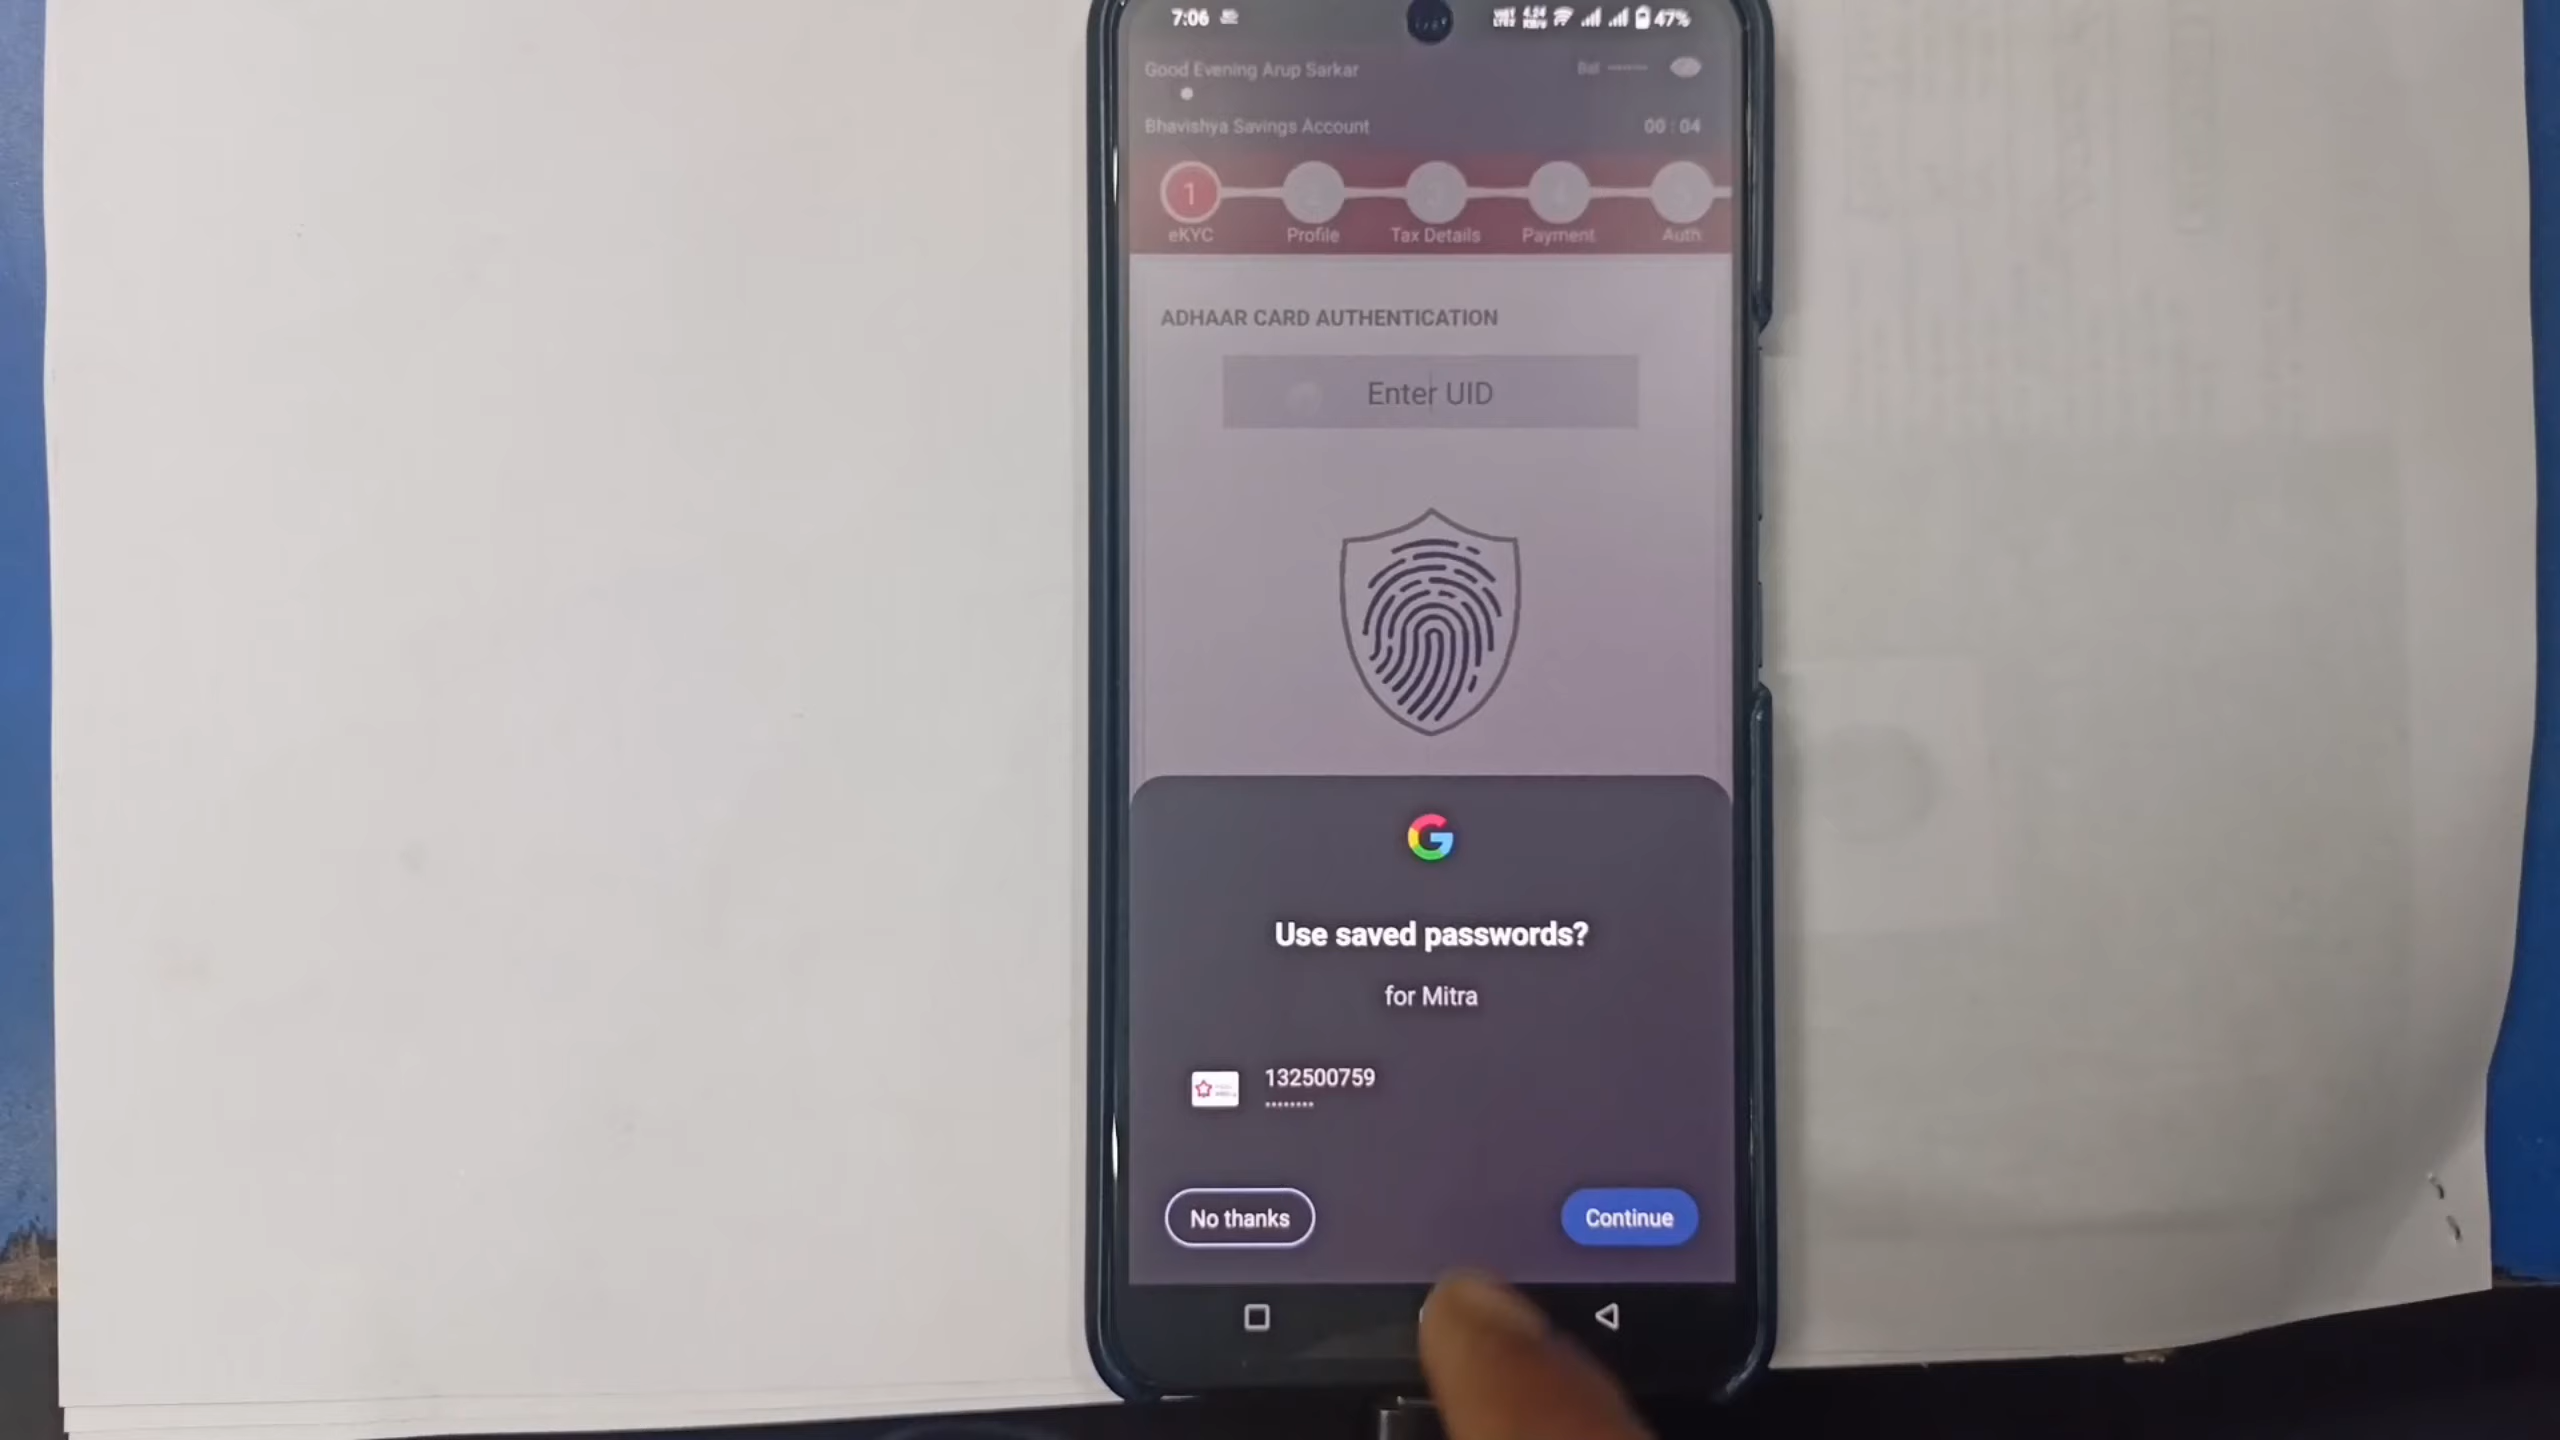 7:06 47%
Good Evening Arup Sarkar Bal
Bhavishya Savings Account 00 : 04
1
eKYC Profile Tax Details Payment Auth
ADHAAR CARD AUTHENTICATION
Enter UID
Use saved passwords?
for Mitra
132500759
••••••••
No thanks Continue